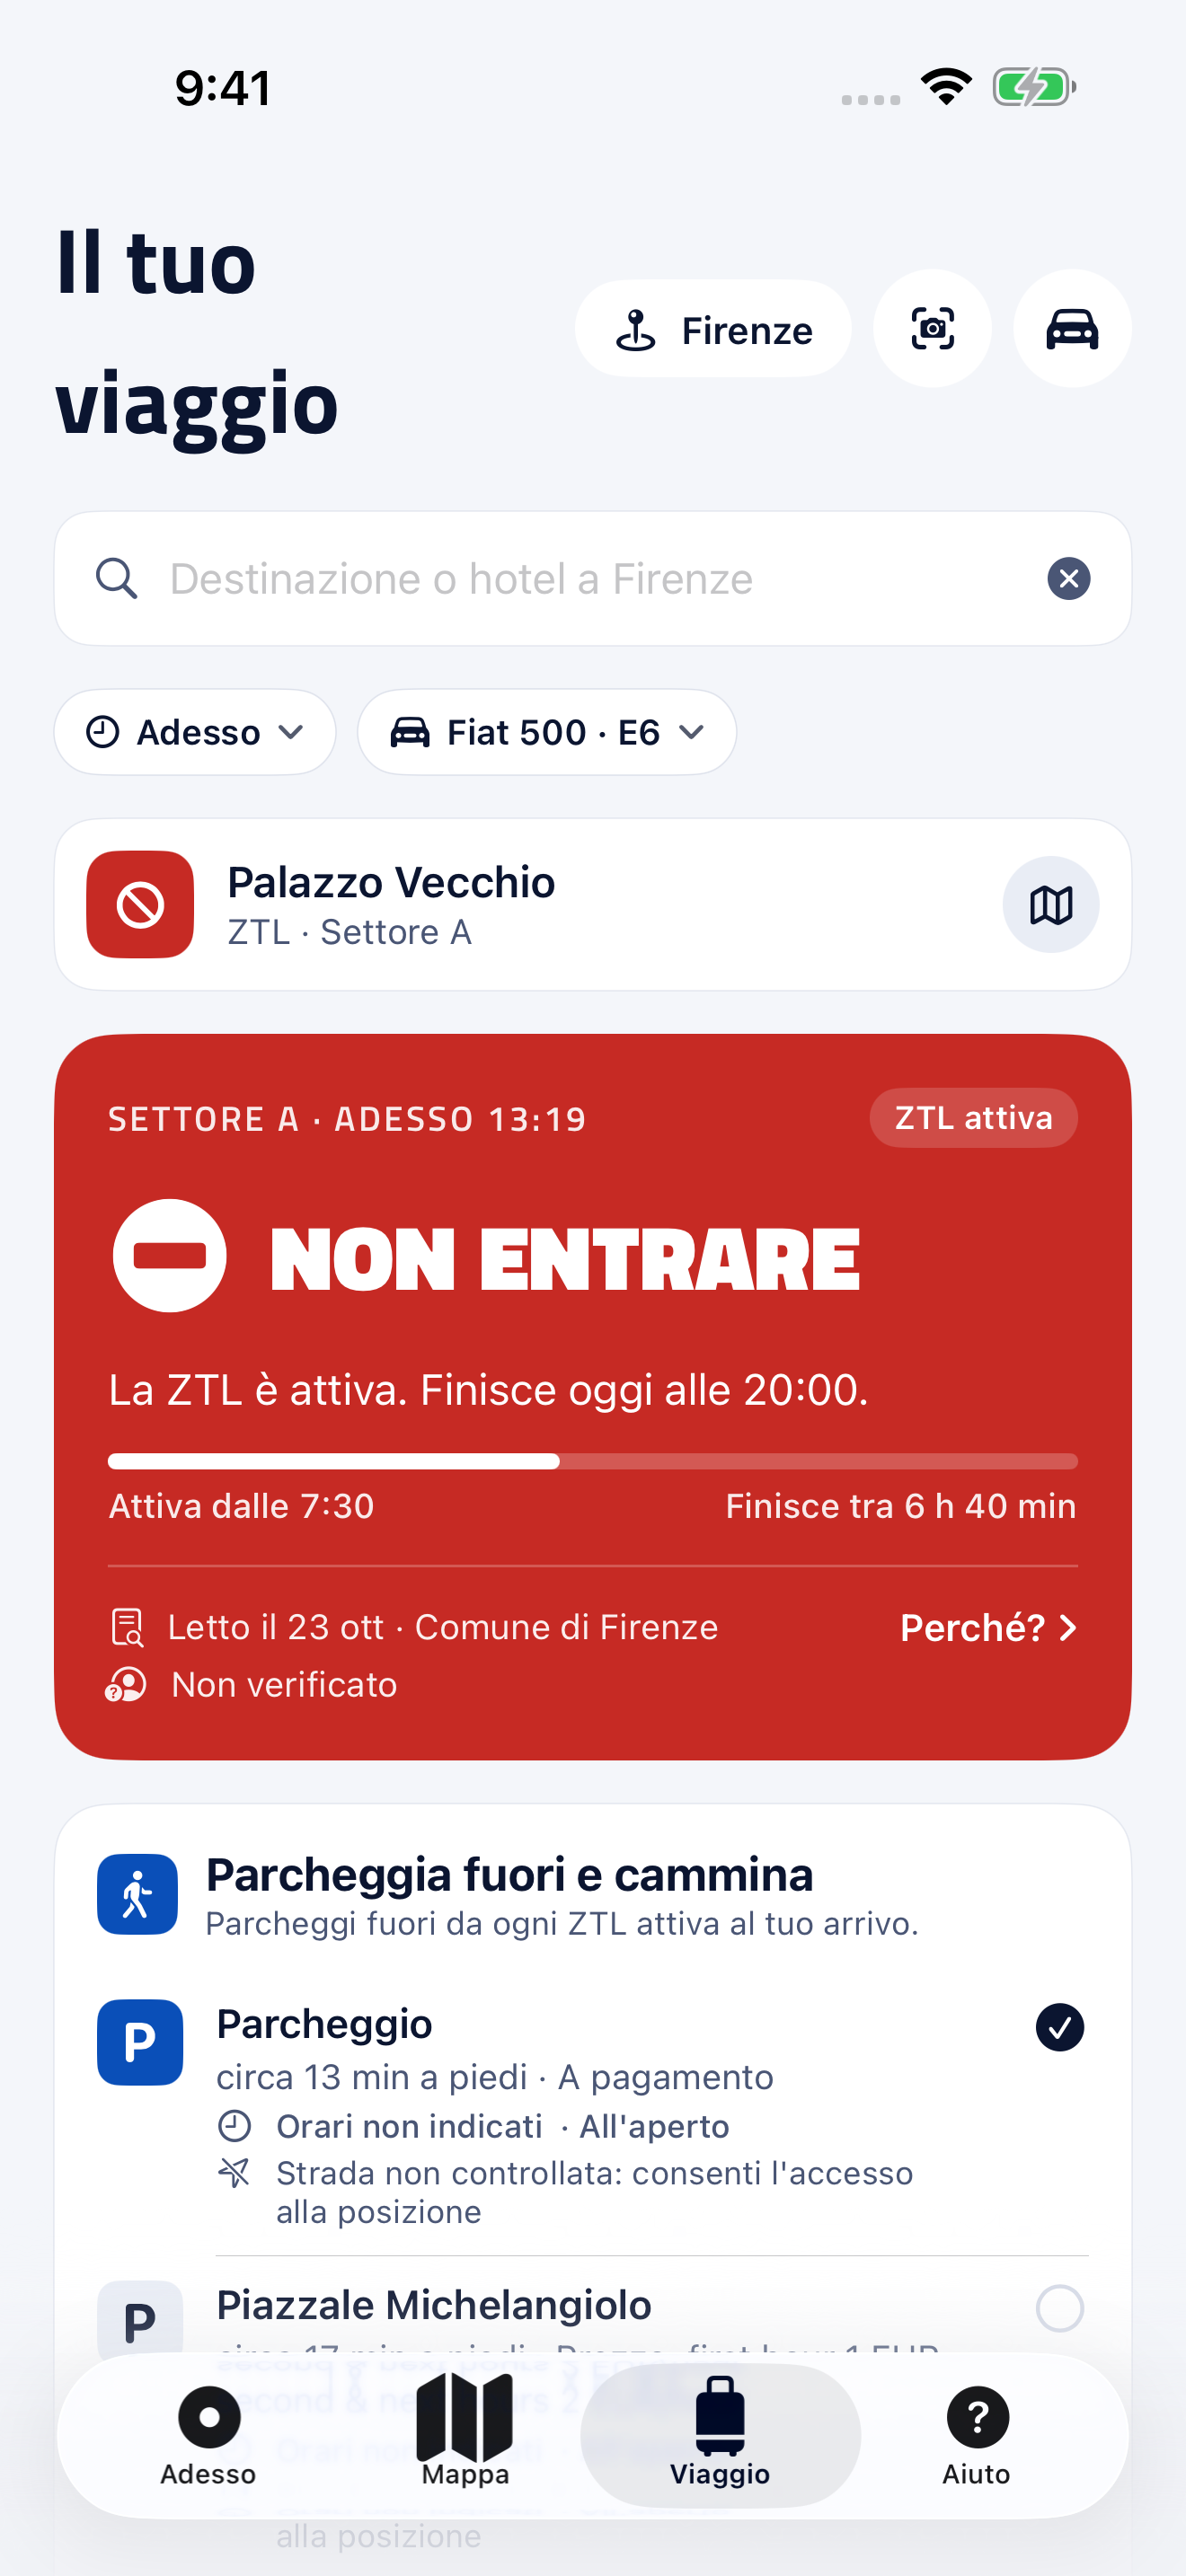 9:41
Il tuo
viaggio
Firenze
Destinazione o hotel a Firenze
Adesso
Fiat 500 · E6
Palazzo Vecchio
ZTL · Settore A
SETTORE A · ADESSO 13:19
ZTL attiva
NON ENTRARE
La ZTL è attiva. Finisce oggi alle 20:00.
Attiva dalle 7:30
Finisce tra 6 h 40 min
Letto il 23 ott · Comune di Firenze
Perché?
Non verificato
Parcheggia fuori e cammina
Parcheggi fuori da ogni ZTL attiva al tuo arrivo.
P
Parcheggio
circa 13 min a piedi · A pagamento
Orari non indicati · All'aperto
Strada non controllata: consenti l'accesso
alla posizione
P
Piazzale Michelangiolo
Adesso
Mappa
Viaggio
Aiuto
alla posizione